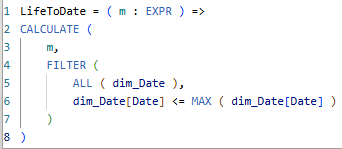 1 LifeToDate = ( m : EXPR ) =>
2 CALCULATE (
3 m,
4 FILTER (
5 ALL ( dim_Date ),
6 dim_Date[Date] <= MAX ( dim_Date[Date] )
7 )
8 )